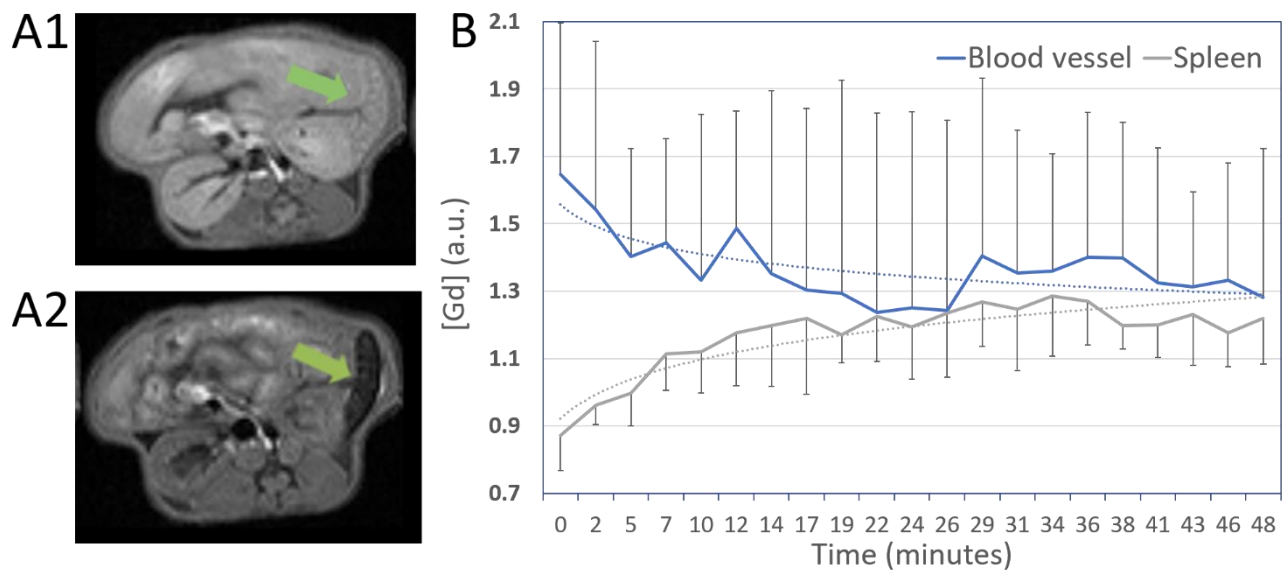 A1
A2
B
Blood vessel Spleen
[Gd] (a.u.)
2.1
1.9
1.7
1.5
1.3
1.1
0.9
0.7
0 2 5 7 10 12 14 17 19 22 24 26 29 31 34 36 38 41 43 46 48
Time (minutes)